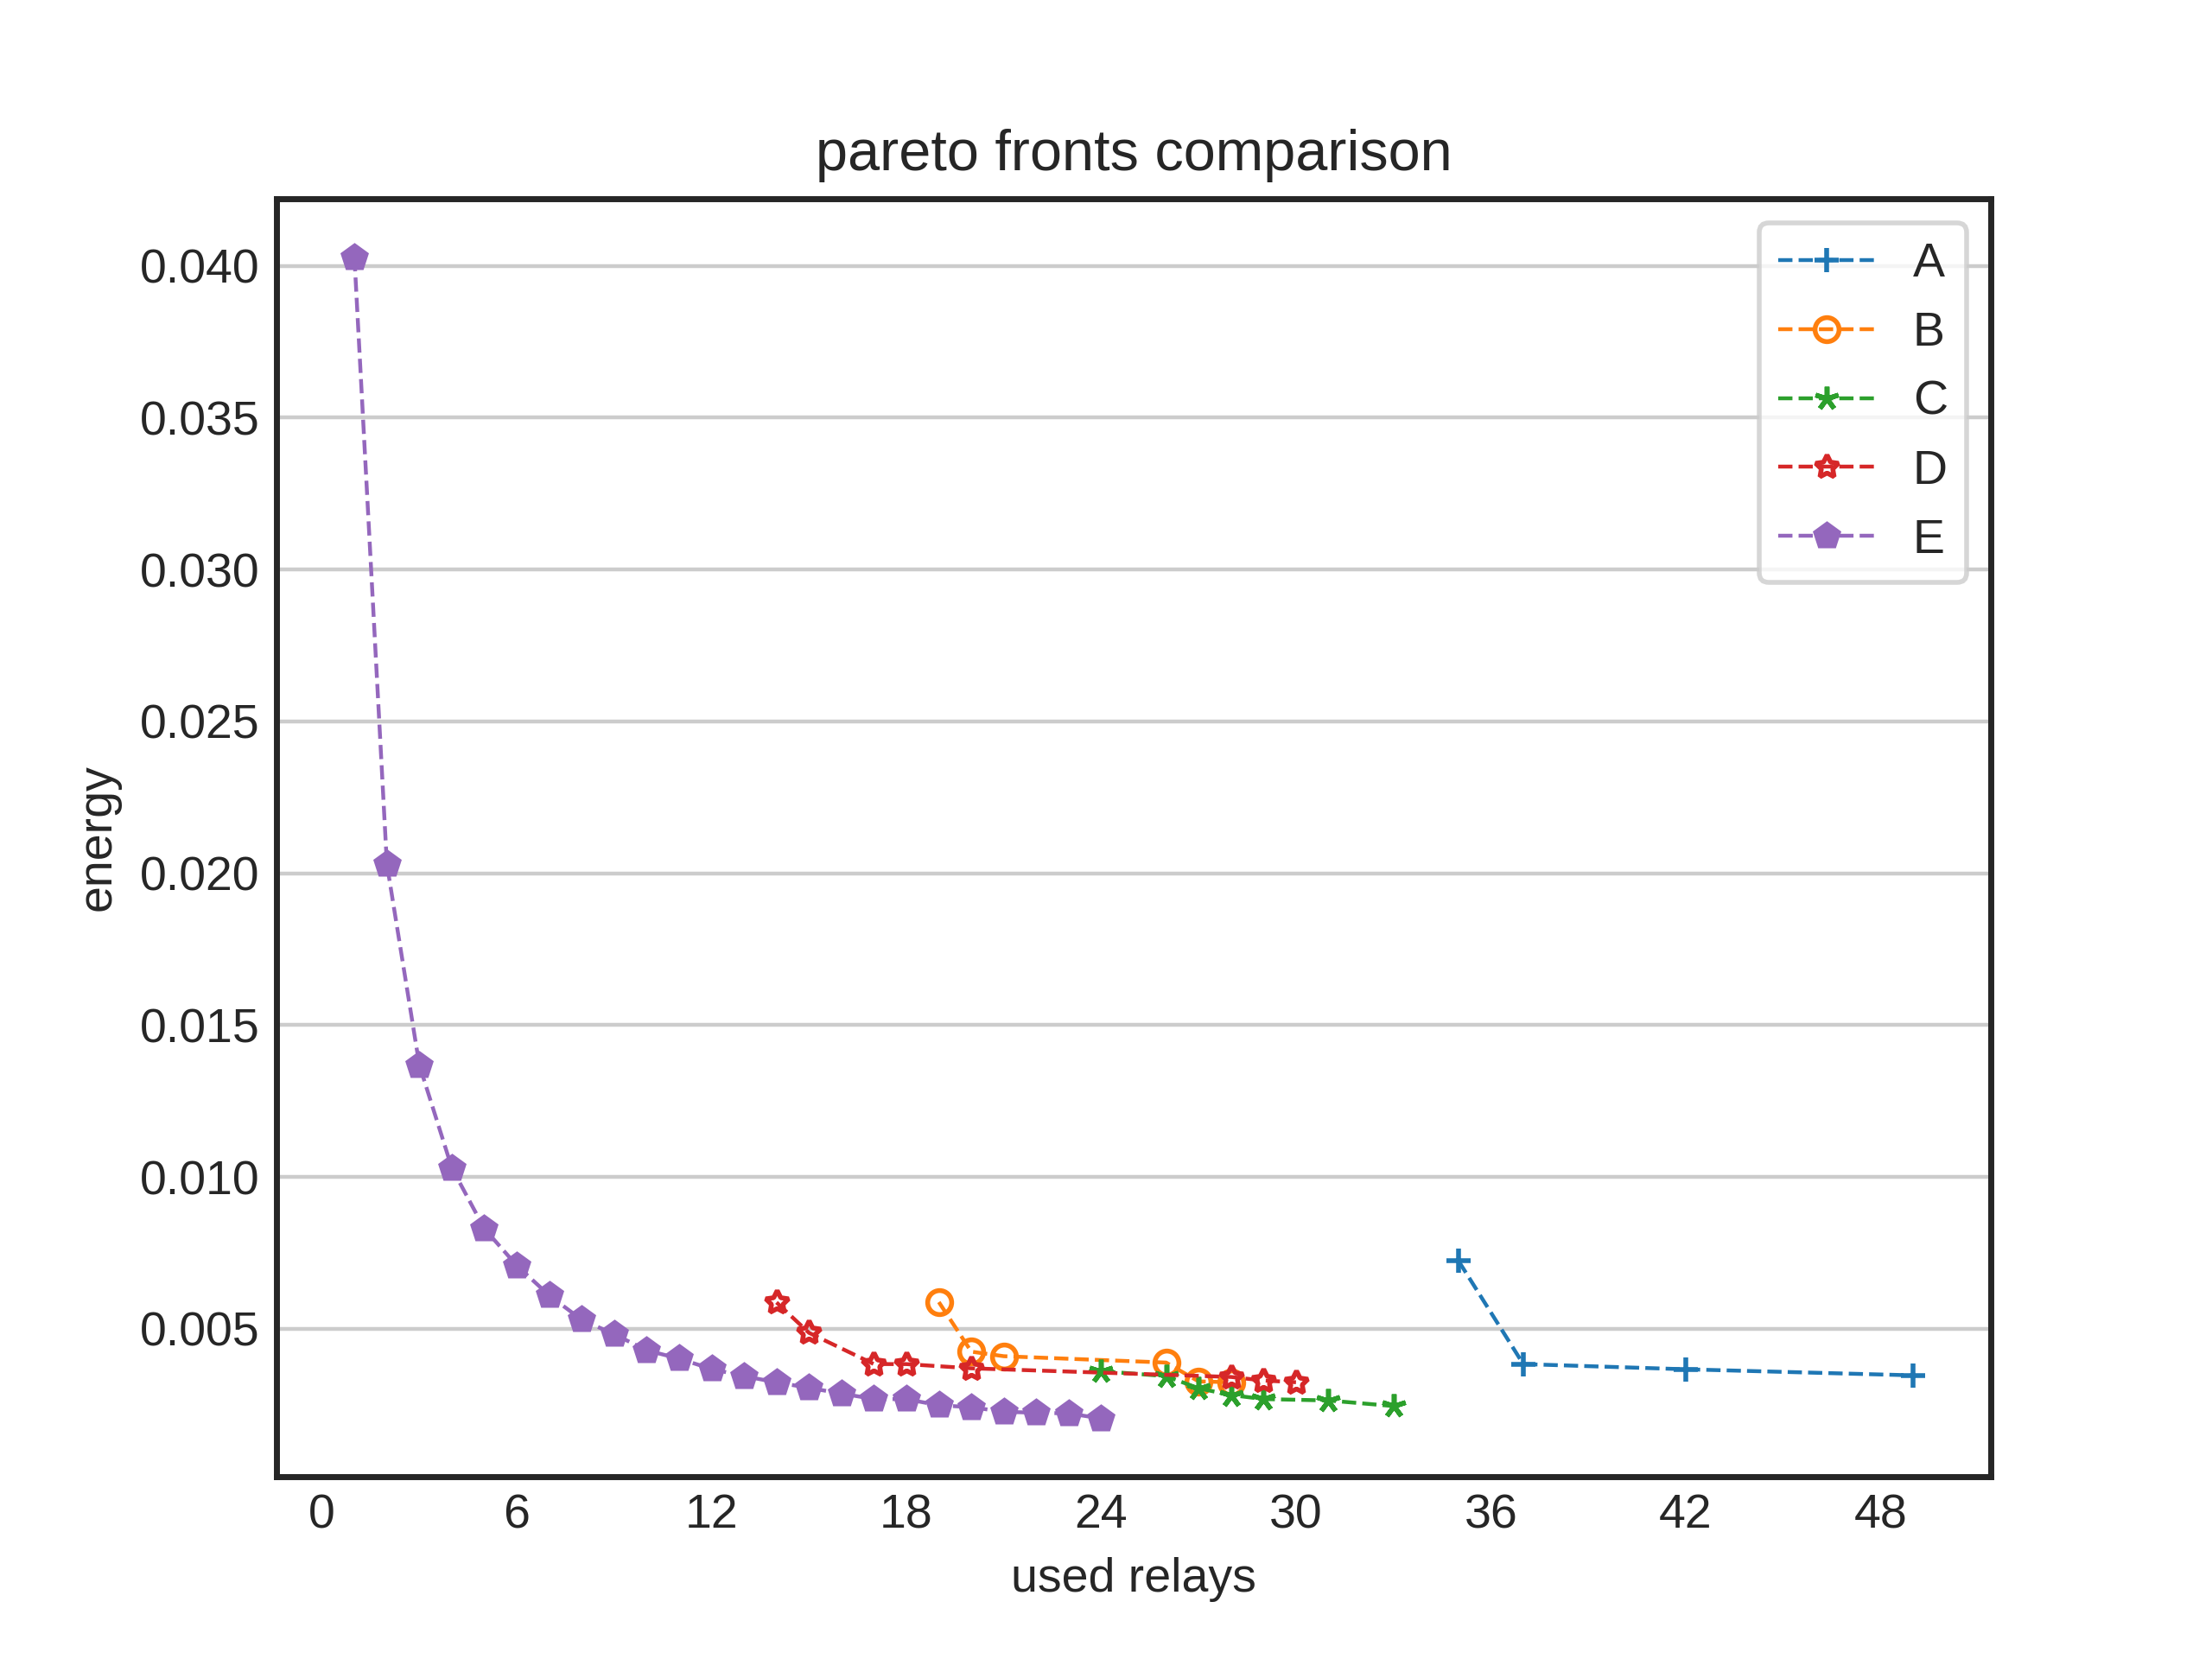 pareto fronts comparison
0.040
0.035
0.030
0.025
0.020
0.015
0.010
0.005
energy
A
B
C
D
E
0 6 12 18 24 30 36 42 48
used relays